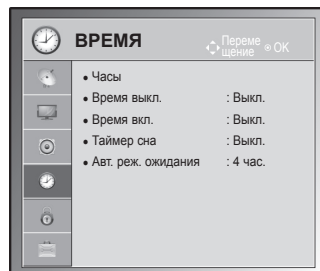 ВРЕМЯ
Переме
щение
OK
• Часы
• Время выкл. : Выкл.
• Время вкл. : Выкл.
• Таймер сна : Выкл.
• Авт. реж. ожидания : 4 час.